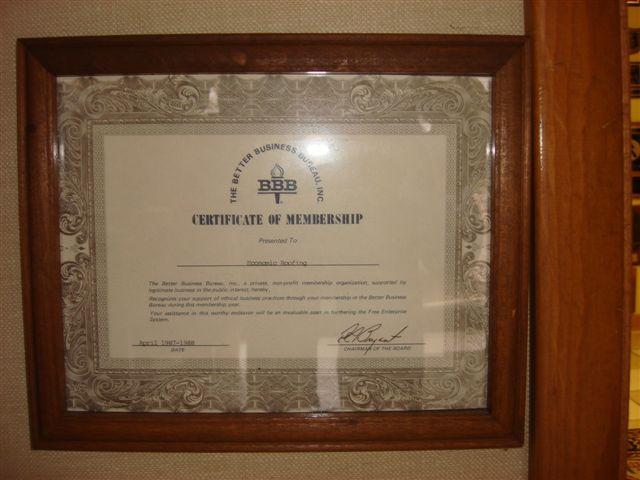 THE BETTER BUSINESS BUREAU, INC.
BBB
CERTIFICATE OF MEMBERSHIP
Presented To
Economic Roofing
The Better Business Bureau, Inc., a private, non-profit membership organization, supported by
legitimate business in the public interest, hereby,
Recognizes your support of ethical business practices through your membership in the Better Business
Bureau during this membership year.
Your assistance in this worthy endeavor will be an invaluable asset in furthering the Free Enterprise
System.
April 1987-1988
DATE
CHAIRMAN OF THE BOARD